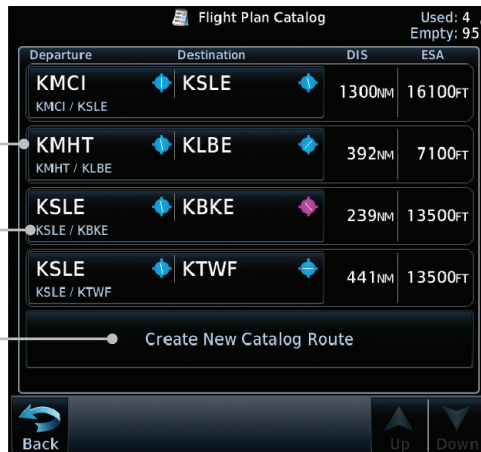 Flight Plan Catalog
Used: 4
Empty: 95
Departure Destination DIS ESA
KMCI KSLE 1300NM 16100FT
KMCI / KSLE
KMHT KLBE 392NM 7100FT
KMHT / KLBE
KSLE KBKE 239NM 13500FT
KSLE / KBKE
KSLE KTWF 441NM 13500FT
KSLE / KTWF
Create New Catalog Route
Back Up Down